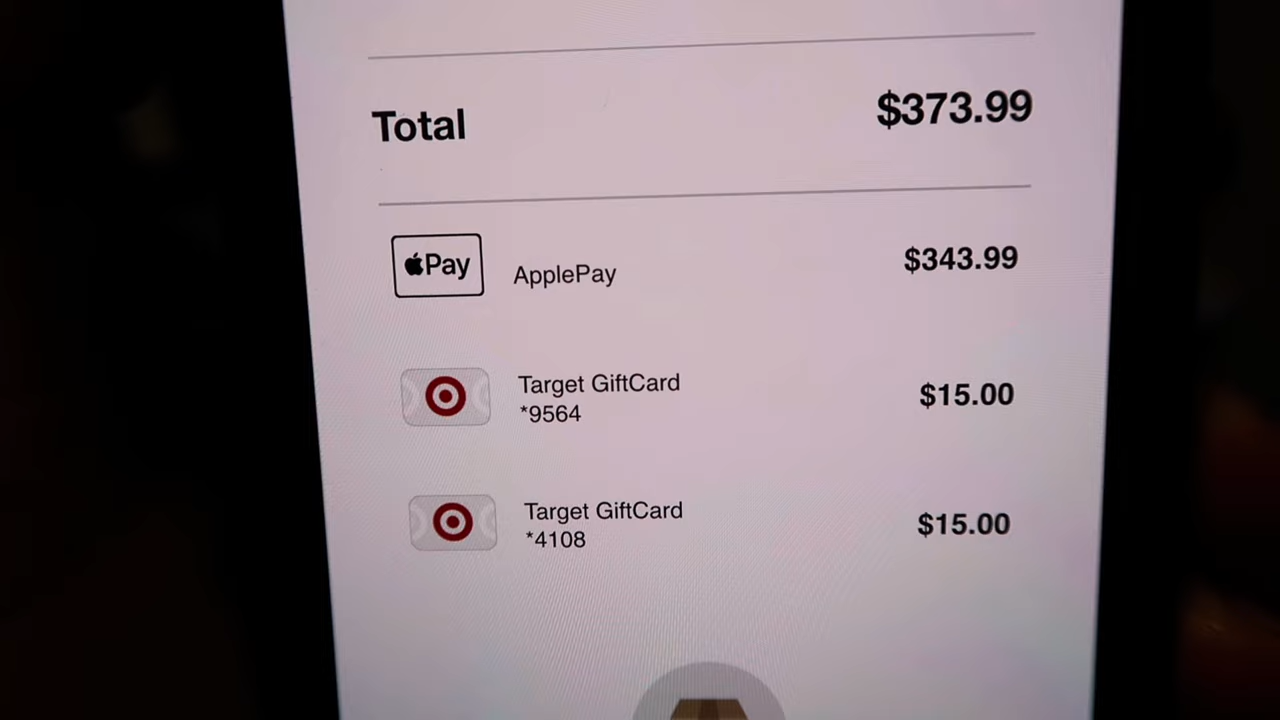 Total $373.99
Pay ApplePay $343.99
Target GiftCard $15.00
*9564
Target GiftCard $15.00
*4108